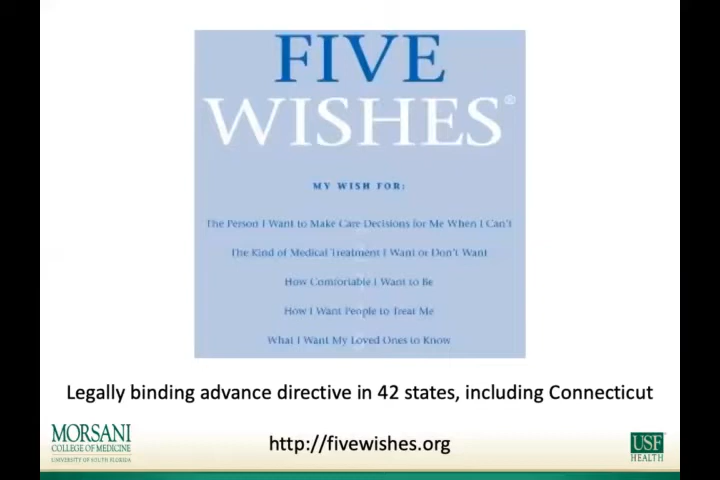 FIVE
WISHES®
MY WISH FOR:
The Person I Want to Make Care Decisions for Me When I Can't
The Kind of Medical Treatment I Want or Don't Want
How Comfortable I Want to Be
How I Want People to Treat Me
What I Want My Loved Ones to Know
Legally binding advance directive in 42 states, including Connecticut
MORSANI
COLLEGE OF MEDICINE
UNIVERSITY OF SOUTH FLORIDA
http://fivewishes.org
USF
HEALTH